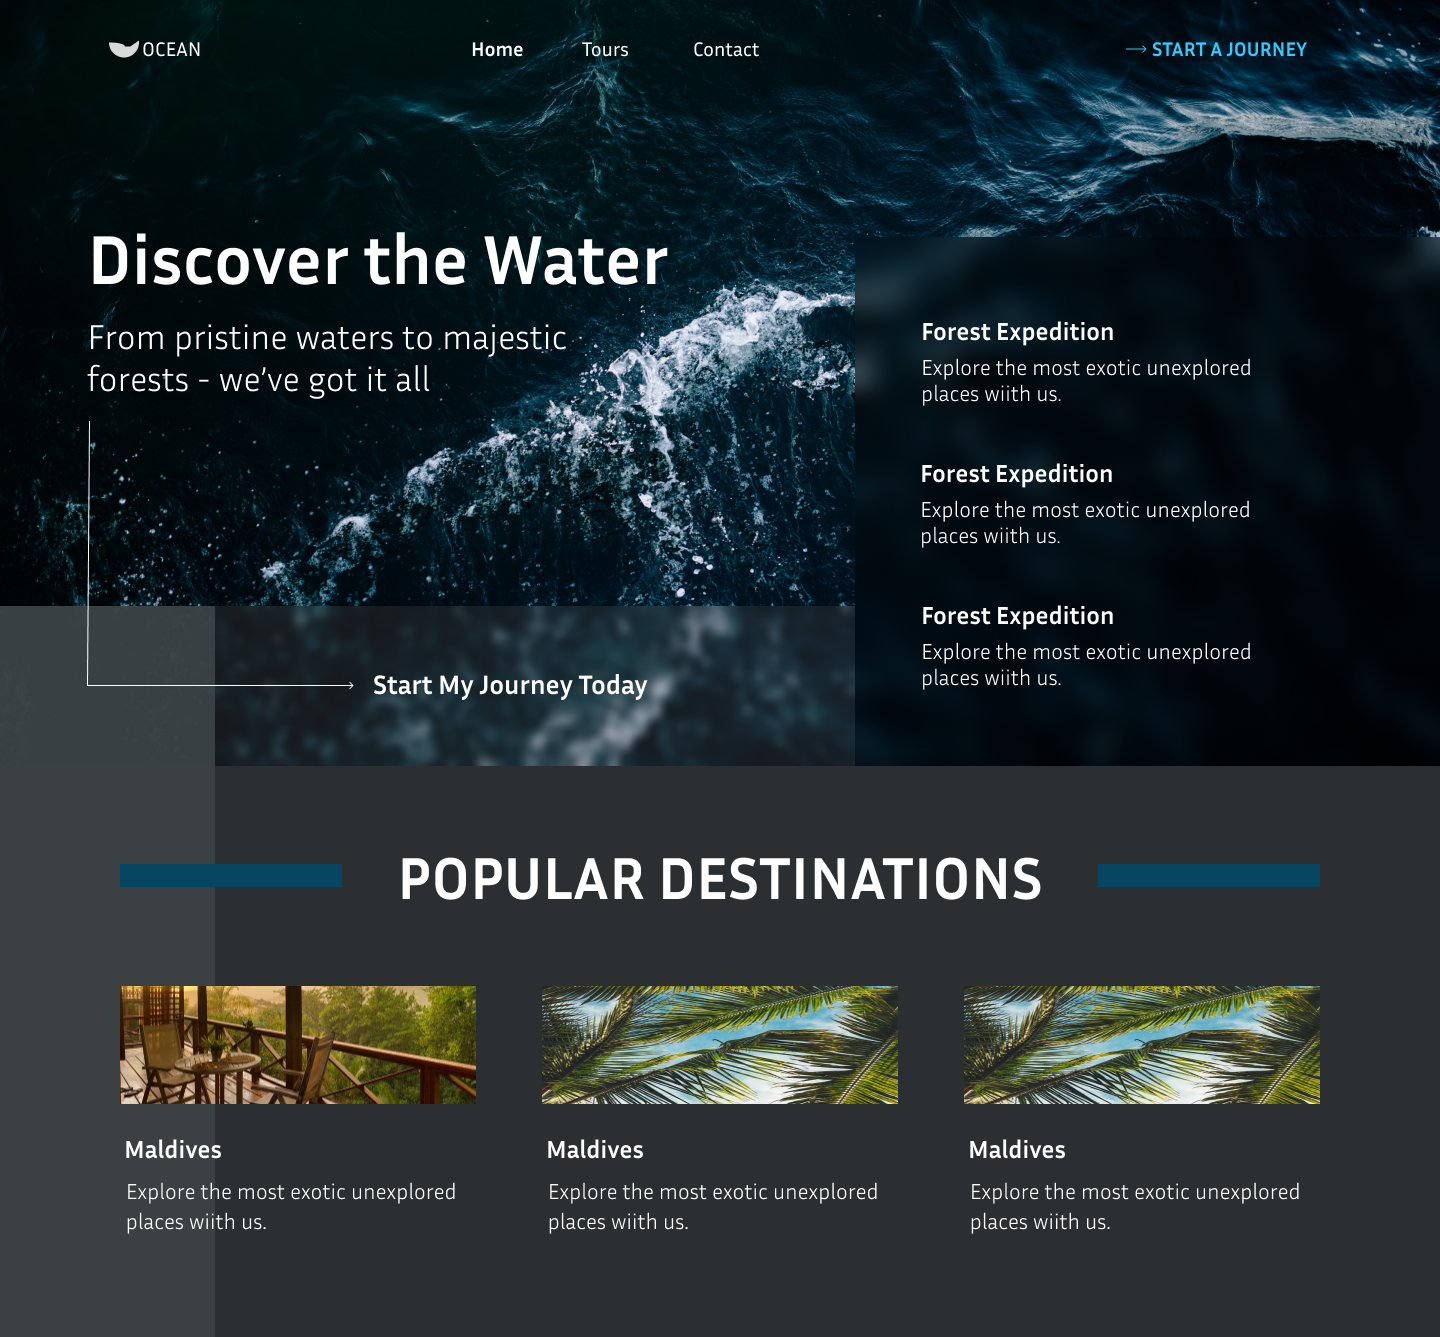 OCEAN
Home
Tours
Contact
START A JOURNEY
Discover the Water
From pristine waters to majestic
forests - we've got it all
Start My Journey Today
Forest Expedition
Explore the most exotic unexplored
places wiith us.
Forest Expedition
Explore the most exotic unexplored
places wiith us.
Forest Expedition
Explore the most exotic unexplored
places wiith us.
POPULAR DESTINATIONS
Maldives
Explore the most exotic unexplored
places wiith us.
Maldives
Explore the most exotic unexplored
places wiith us.
Maldives
Explore the most exotic unexplored
places wiith us.